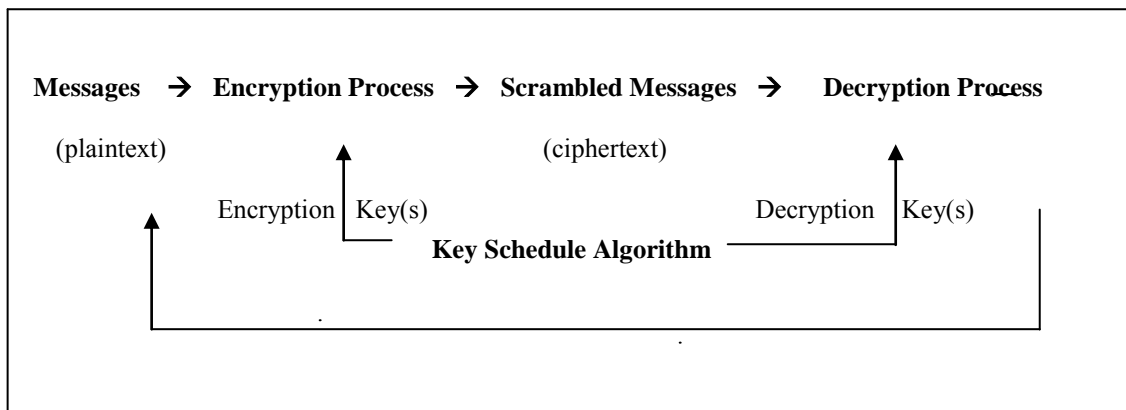 Messages → Encryption Process → Scrambled Messages → Decryption Process
(plaintext) (ciphertext)
Encryption Key(s) Decryption Key(s)
Key Schedule Algorithm